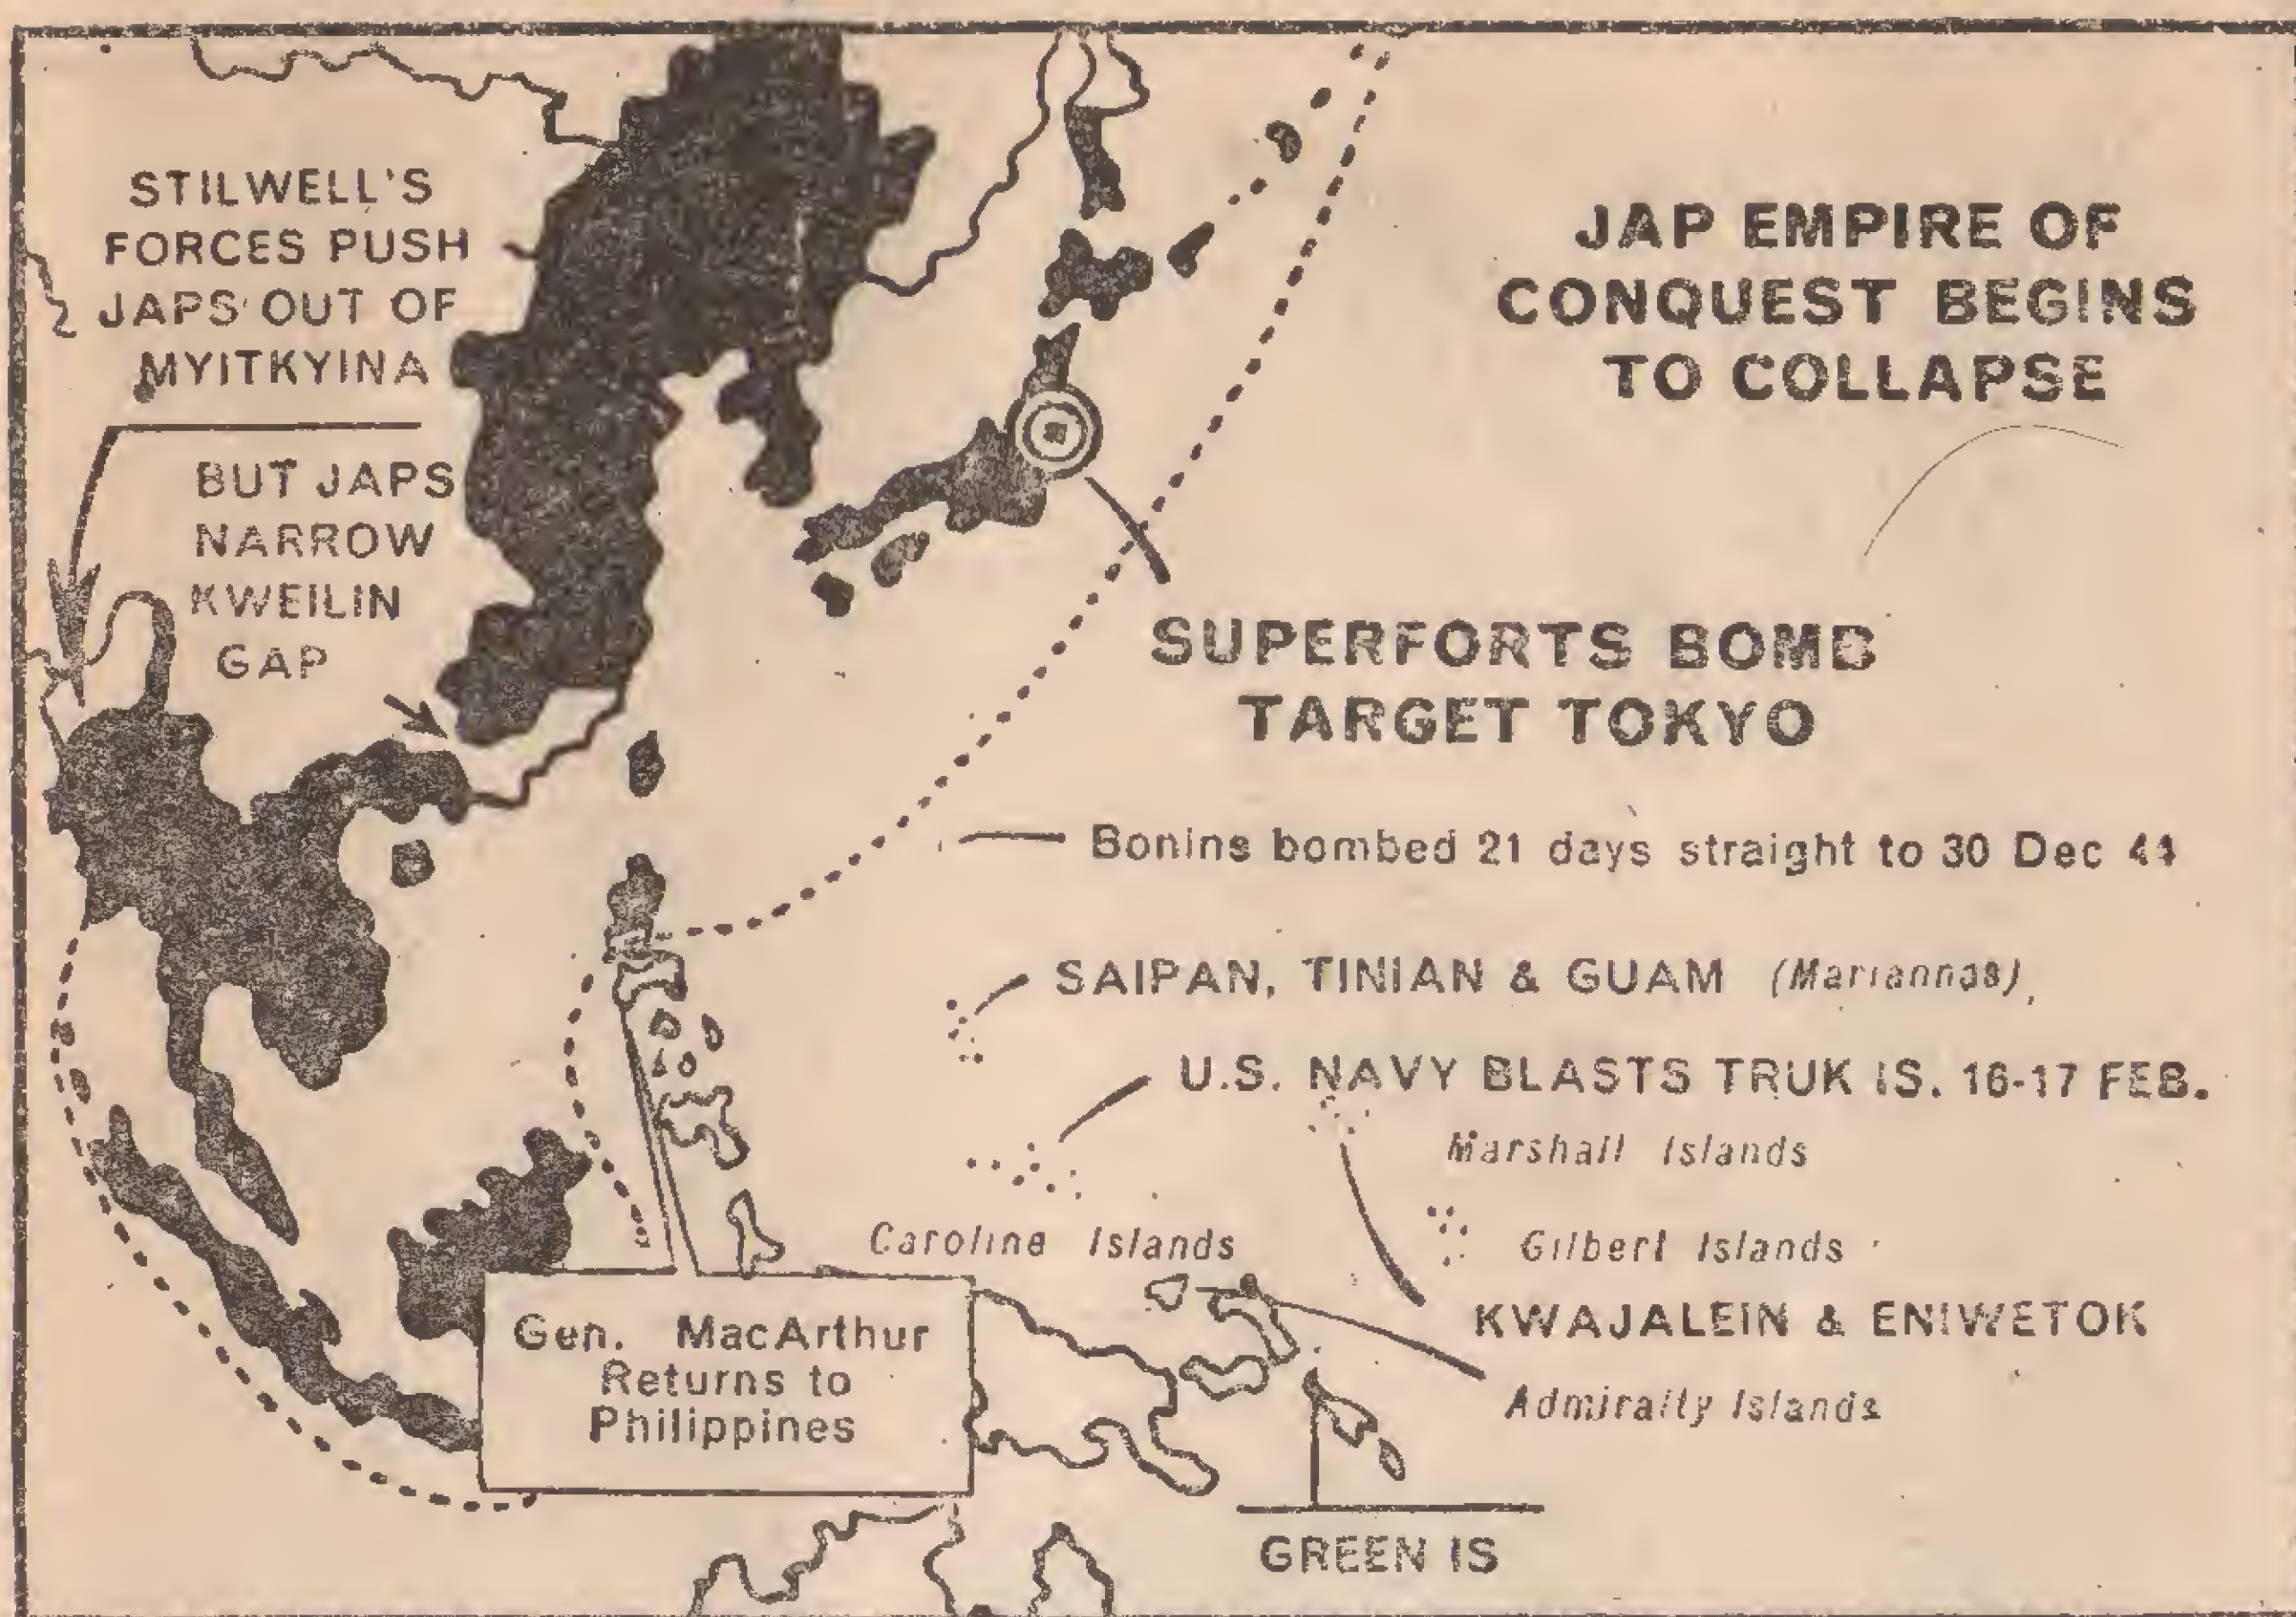 STILWELL'S
FORCES PUSH
JAPS OUT OF
MYITKYINA
BUT JAPS
NARROW
KWEILIN
GAP
JAP EMPIRE OF
CONQUEST BEGINS
TO COLLAPSE
SUPERFORTS BOMB
TARGET TOKYO
Bonins bombed 21 days straight to 30 Dec 44
SAIPAN, TINIAN & GUAM (Mariannas)
U.S. NAVY BLASTS TRUK IS. 16-17 FEB.
Marshall Islands
Caroline Islands
Gilbert Islands
KWAJALEIN & ENIWETOK
Admiralty Islands
Gen. MacArthur
Returns to
Philippines
GREEN IS